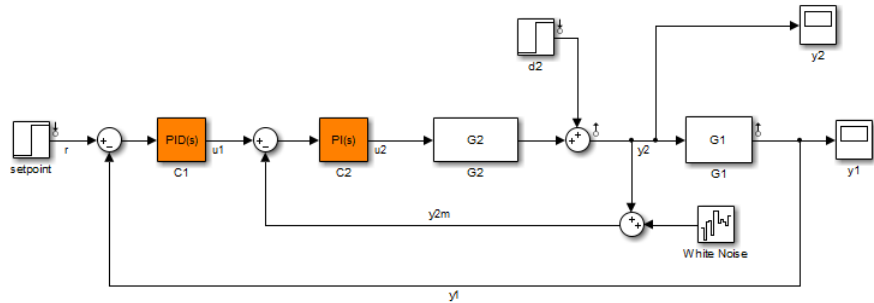 d2
y2
setpoint
r
PID(s)
C1
u1
PI(s)
C2
u2
G2
G2
y2
G1
G1
y1
y2m
White Noise
y1